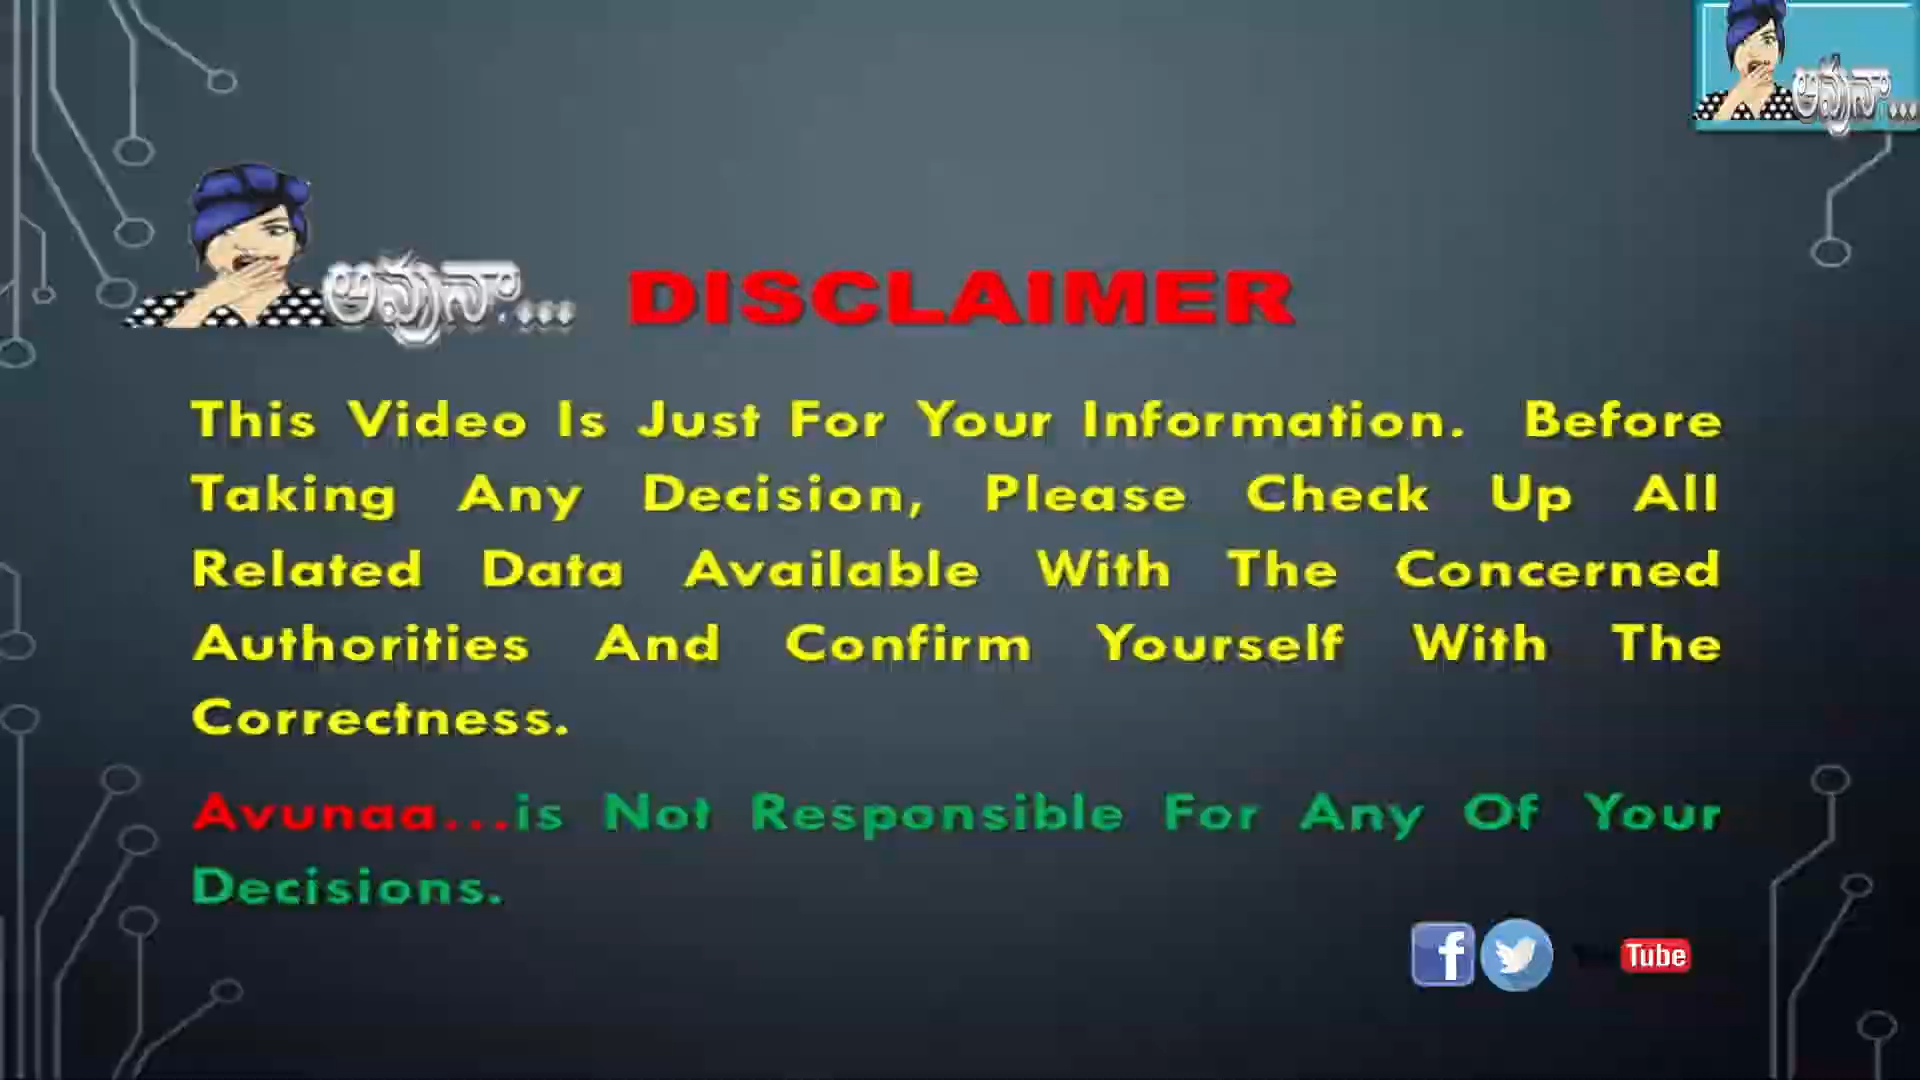 అవునా...
అవునా... DISCLAIMER
This Video Is Just For Your Information. Before
Taking Any Decision, Please Check Up All
Related Data Available With The Concerned
Authorities And Confirm Yourself With The
Correctness.
Avunaa...is Not Responsible For Any Of Your
Decisions.
f You Tube